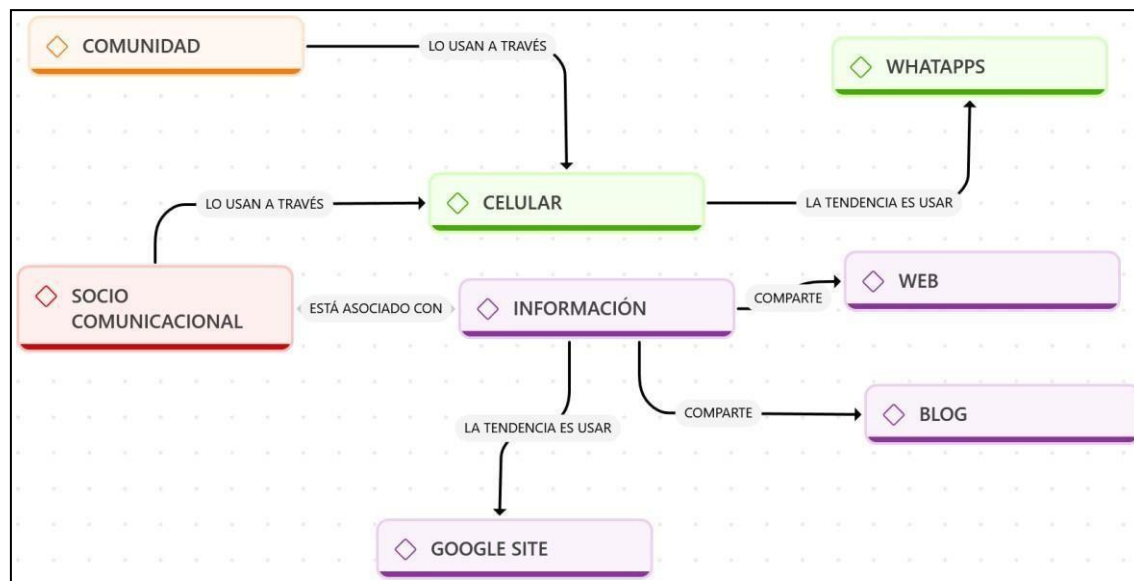 COMUNIDAD
LO USAN A TRAVÉS
WHATAPPS
LO USAN A TRAVÉS
CELULAR
LA TENDENCIA ES USAR
SOCIO
COMUNICACIONAL
ESTÁ ASOCIADO CON
INFORMACIÓN
COMPARTE
WEB
COMPARTE
BLOG
LA TENDENCIA ES USAR
GOOGLE SITE